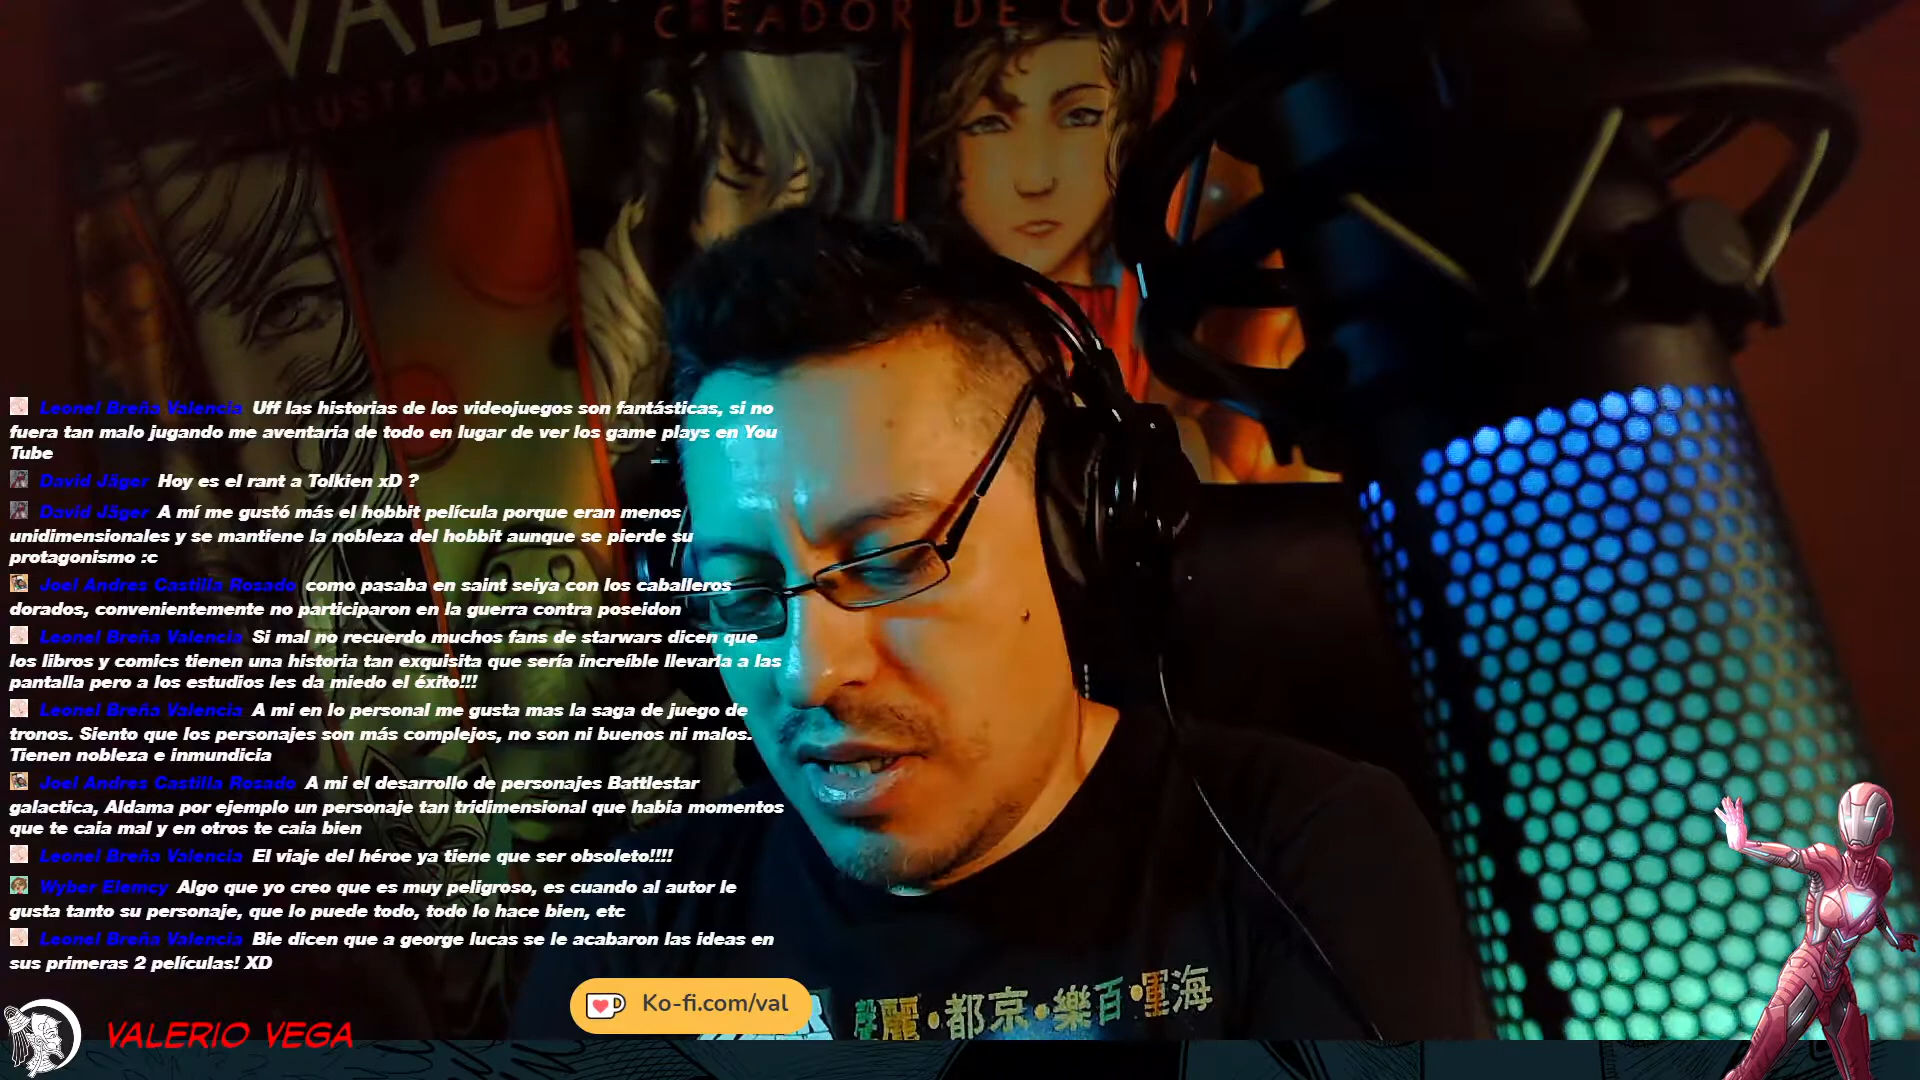 ILUSTRADOR Y CREADOR DE COM
Leonel Breña Valencia Uff las historias de los videojuegos son fantásticas, si no
fuera tan malo jugando me aventaria de todo en lugar de ver los game plays en You
Tube
David Jäger Hoy es el rant a Tolkien xD ?
David Jäger A mí me gustó más el hobbit película porque eran menos
unidimensionales y se mantiene la nobleza del hobbit aunque se pierde su
protagonismo :c
Joel Andres Castilla Rosado como pasaba en saint seiya con los caballeros
dorados, convenientemente no participaron en la guerra contra poseidon
Leonel Breña Valencia Si mal no recuerdo muchos fans de starwars dicen que
los libros y comics tienen una historia tan exquisita que sería increíble llevarla a las
pantalla pero a los estudios les da miedo el éxito!!!
Leonel Breña Valencia A mi en lo personal me gusta mas la saga de juego de
tronos. Siento que los personajes son más complejos, no son ni buenos ni malos.
Tienen nobleza e inmundicia
Joel Andres Castilla Rosado A mi el desarrollo de personajes Battlestar
galactica, Aldama por ejemplo un personaje tan tridimensional que habia momentos
que te caia mal y en otros te caia bien
Leonel Breña Valencia El viaje del héroe ya tiene que ser obsoleto!!!!
Wyber Elemcy Algo que yo creo que es muy peligroso, es cuando al autor le
gusta tanto su personaje, que lo puede todo, todo lo hace bien, etc
Leonel Breña Valencia Bie dicen que a george lucas se le acabaron las ideas en
sus primeras 2 películas! XD
Ko-fi.com/val
麗•都京•樂百•運海
VALERIO VEGA